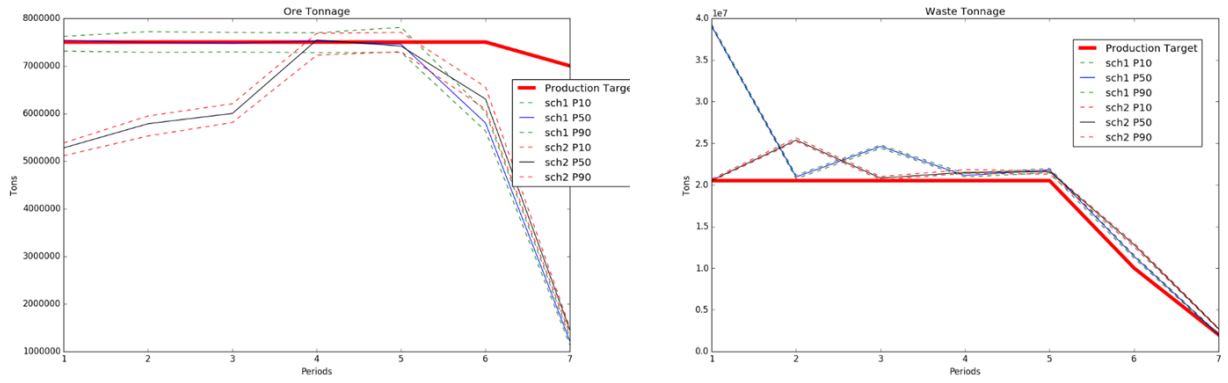 Ore Tonnage
8000000
7000000
6000000
5000000
4000000
3000000
2000000
1000000
Tons
1 2 3 4 5 6 7
Periods
Production Targe
sch1 P10
sch1 P50
sch1 P90
sch2 P10
sch2 P50
sch2 P90
Waste Tonnage
1e7
4.0
3.5
3.0
2.5
2.0
1.5
1.0
0.5
0.0
Tons
1 2 3 4 5 6 7
Periods
Production Target
sch1 P10
sch1 P50
sch1 P90
sch2 P10
sch2 P50
sch2 P90